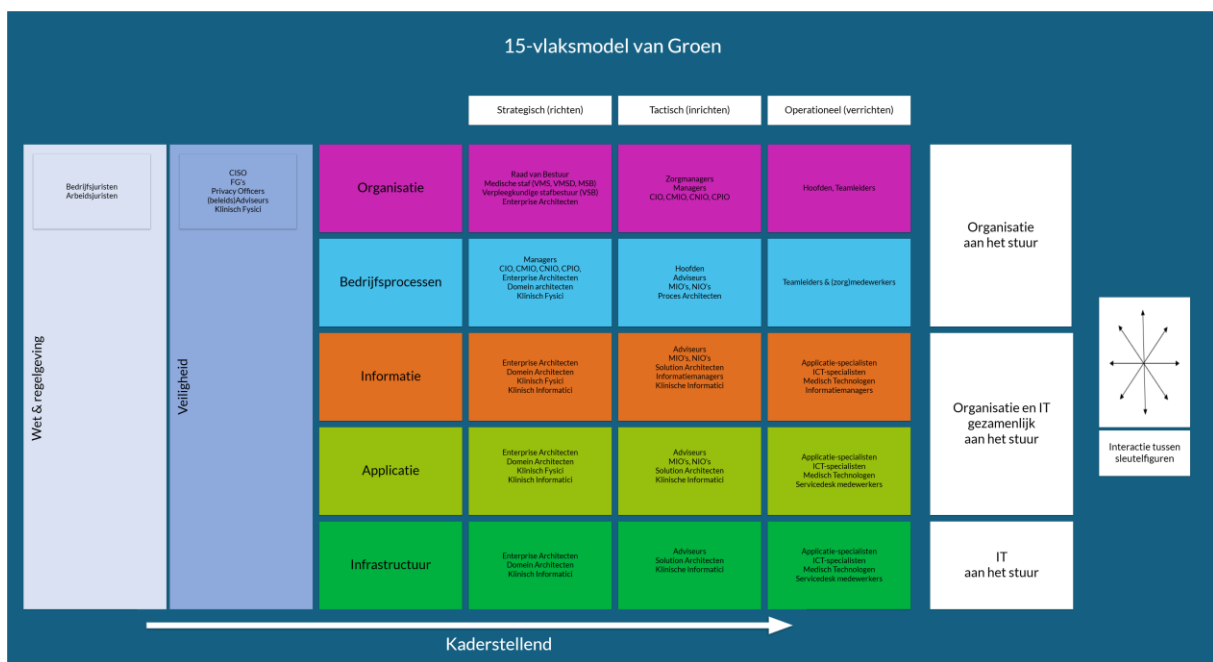 15-vlaksmodel van Groen
Strategisch (richten)
Tactisch (inrichten)
Operationeel (verrichten)
Bedrijfsjuristen
Arbeidsjuristen
Wet & regelgeving
CISO
FG's
Privacy Officers
(beleids)Adviseurs
Klinisch Fysici
Veiligheid
Organisatie
Raad van Bestuur
Medische staf (VMS, VMSD, MSB)
Verpleegkundige stafbestuur (VSB)
Enterprise Architecten
Zorgmanagers
Managers
CIO, CMIO, CNIO, CPIO
Hoofden, Teamleiders
Organisatie
aan het stuur
Bedrijfsprocessen
Managers
CIO, CMIO, CNIO, CPIO,
Enterprise Architecten
Domein architecten
Klinisch Fysici
Hoofden
Adviseurs
MIO's, NIO's
Proces Architecten
Teamleiders & (zorg)medewerkers
Informatie
Enterprise Architecten
Domein Architecten
Klinisch Fysici
Klinisch Informatici
Adviseurs
MIO's, NIO's
Solution Architecten
Informatiemanagers
Klinische Informatici
Applicatie-specialisten
ICT-specialisten
Medisch Technologen
Informatiemanagers
Organisatie en IT
gezamenlijk
aan het stuur
Interactie tussen
sleutelfiguren
Applicatie
Enterprise Architecten
Domein Architecten
Klinisch Fysici
Klinisch Informatici
Adviseurs
MIO's, NIO's
Solution Architecten
Klinische Informatici
Applicatie-specialisten
ICT-specialisten
Medisch Technologen
Servicedesk medewerkers
Infrastructuur
Enterprise Architecten
Domein Architecten
Klinisch Informatici
Adviseurs
Solution Architecten
Klinische Informatici
Applicatie-specialisten
ICT-specialisten
Medisch Technologen
Servicedesk medewerkers
IT
aan het stuur
Kaderstellend